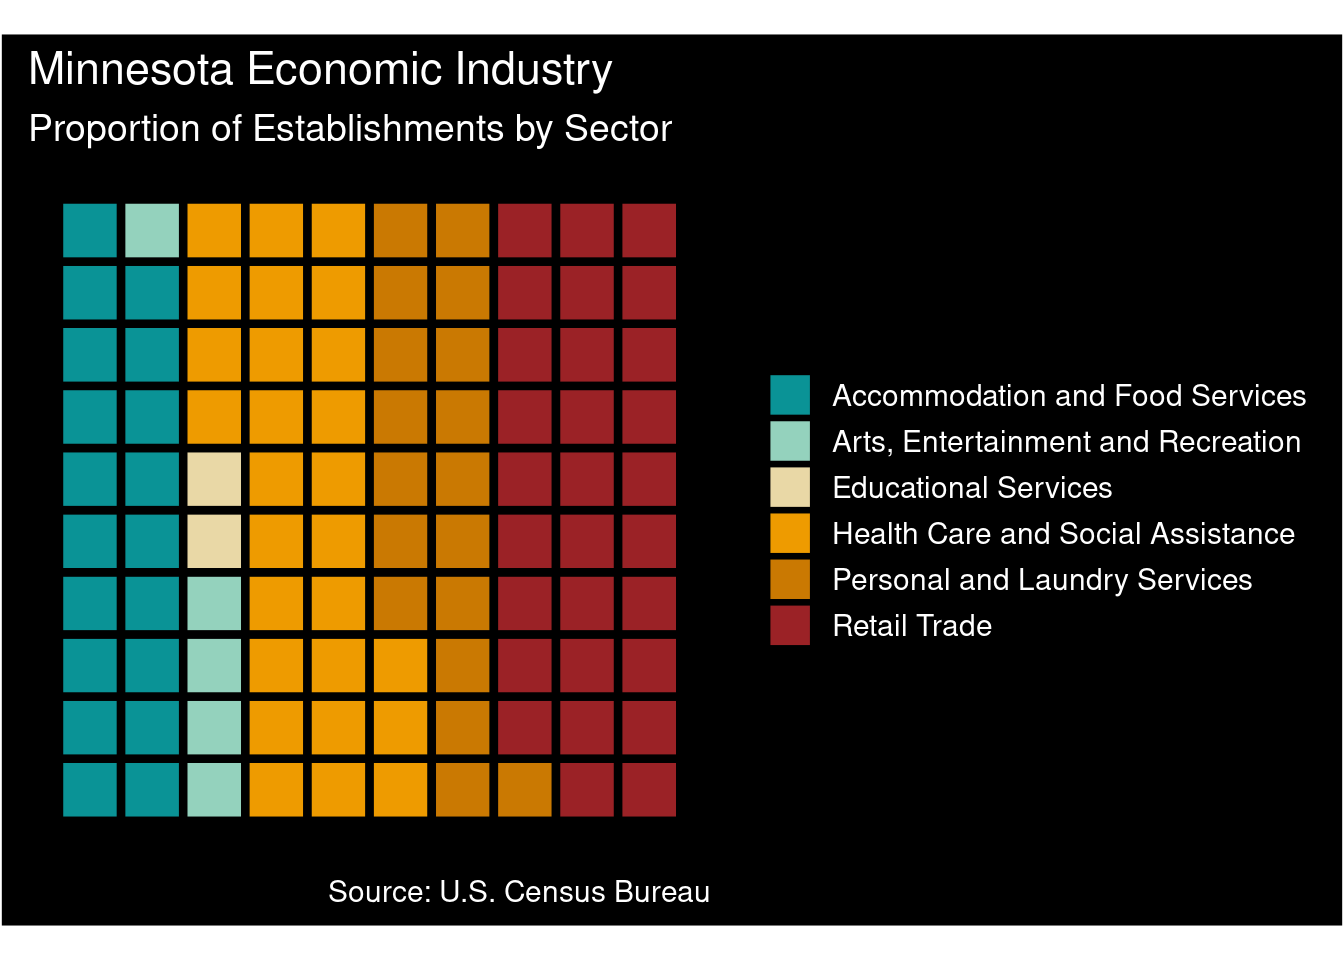 Minnesota Economic Industry
Proportion of Establishments by Sector
Accommodation and Food Services
Arts, Entertainment and Recreation
Educational Services
Health Care and Social Assistance
Personal and Laundry Services
Retail Trade
Source: U.S. Census Bureau